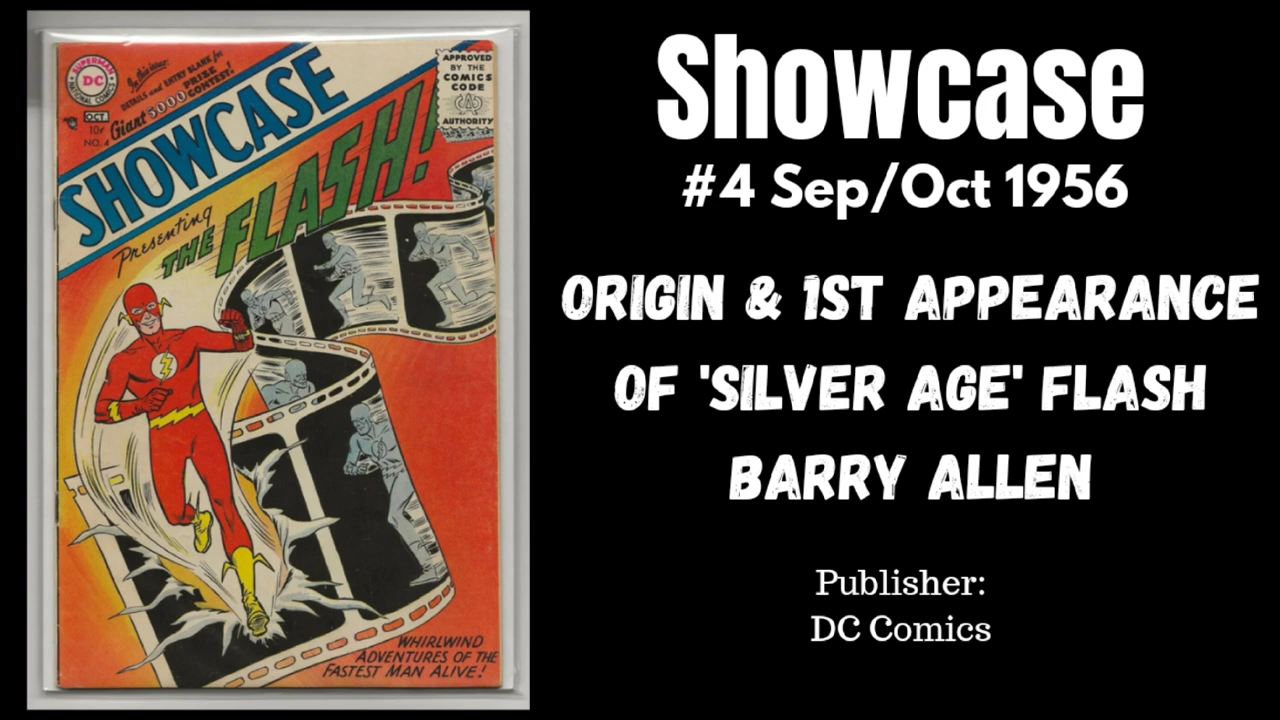 SUPERMAN
DC
NATIONAL COMICS
In this issue:
DETAILS and ENTRY BLANK for
Giant 5000 PRIZE
CONTEST!
OCT.
10¢
NO. 4
APPROVED
BY THE
COMICS
CODE
CA
AUTHORITY
SHOWCASE
Presenting
THE FLASH!
WHIRLWIND
ADVENTURES OF THE
FASTEST MAN ALIVE!
Showcase
#4 Sep/Oct 1956
ORIGIN & 1ST APPEARANCE
OF 'SILVER AGE' FLASH
BARRY ALLEN
Publisher:
DC Comics